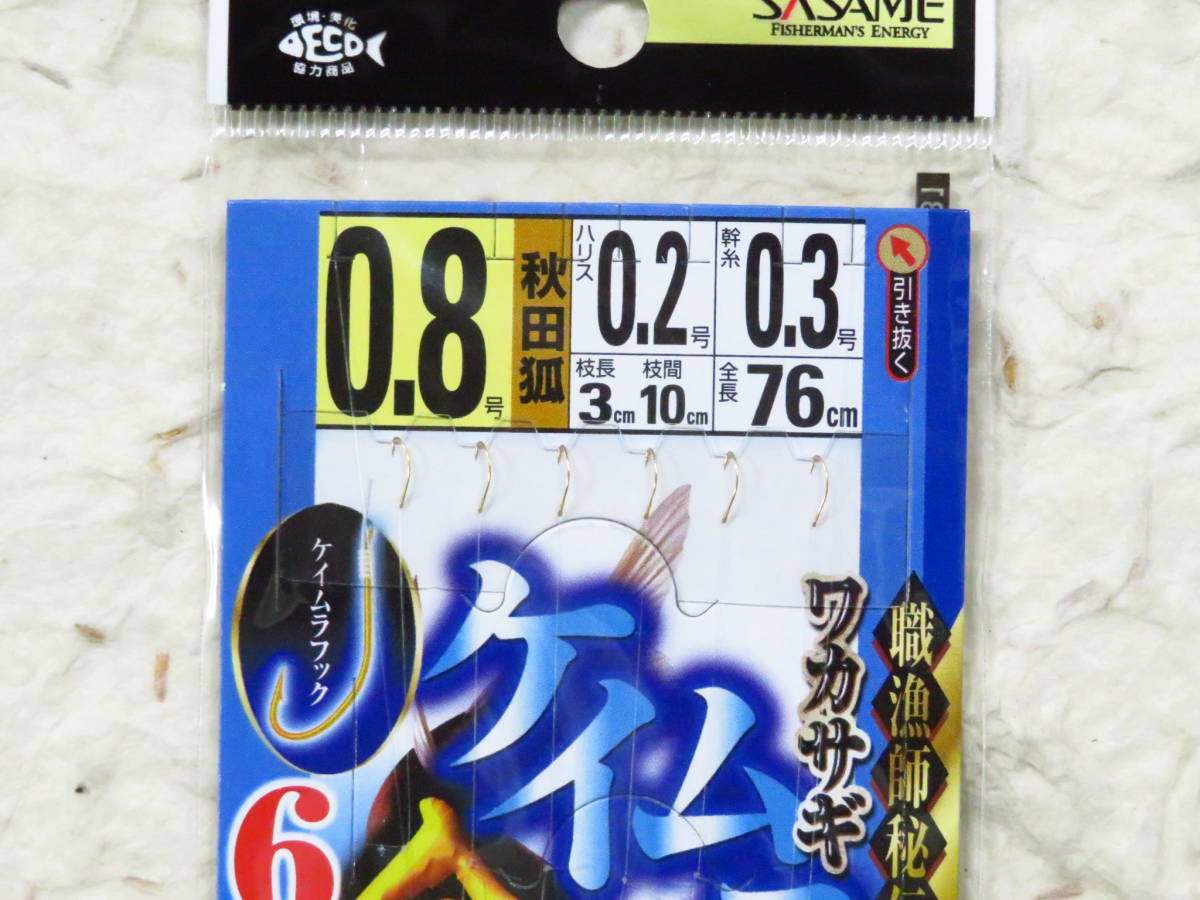 環境・美化
ECO
協力商品
SASAME
FISHERMAN'S ENERGY
0.8号
秋田狐
ハリス
0.2号
幹糸
0.3号
枝長
3cm
枝間
10cm
全長
76cm
引き抜く
ケイムラフック
ケイム
ワカサギ
職漁師秘
6